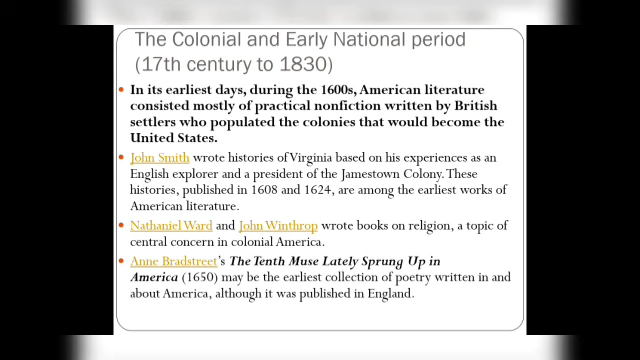 The Colonial and Early National period
(17th century to 1830)
In its earliest days, during the 1600s, American literature
consisted mostly of practical nonfiction written by British
settlers who populated the colonies that would become the
United States.
John Smith wrote histories of Virginia based on his experiences as an
English explorer and a president of the Jamestown Colony. These
histories, published in 1608 and 1624, are among the earliest works of
American literature.
Nathaniel Ward and John Winthrop wrote books on religion, a topic of
central concern in colonial America.
Anne Bradstreet's The Tenth Muse Lately Sprung Up in
America (1650) may be the earliest collection of poetry written in and
about America, although it was published in England.